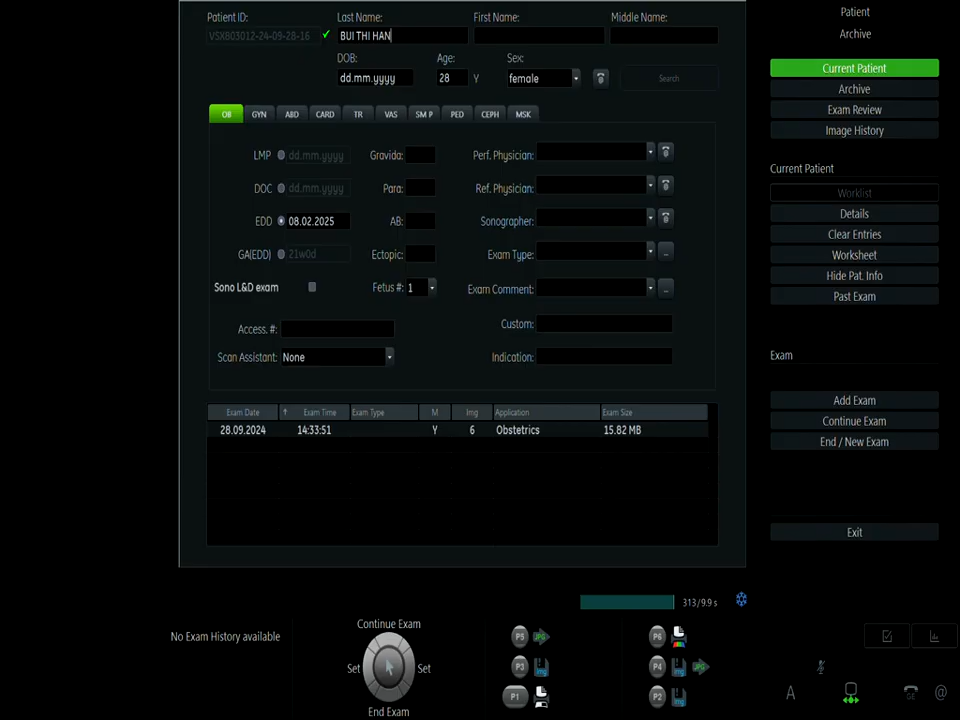 Patient ID: Last Name: First Name: Middle Name:
VSX803012-24-09-28-16 BUI THI HAN
DOB: Age: Sex:
dd.mm.yyyy 28 Y female Search
OB GYN ABD CARD TR VAS SM P PED CEPH MSK
LMP dd.mm.yyyy Gravida: Perf. Physician:
DOC dd.mm.yyyy Para: Ref. Physician:
EDD 08.02.2025 AB: Sonographer:
GA(EDD) 21w0d Ectopic: Exam Type: ...
Sono L&D exam Fetus #: 1 Exam Comment: ...
Access. #: Custom:
Scan Assistant: None Indication:
Exam Date Exam Time Exam Type M Img Application Exam Size
28.09.2024 14:33:51 Y 6 Obstetrics 15.82 MB
Patient
Archive
Current Patient
Archive
Exam Review
Image History
Current Patient
Worklist
Details
Clear Entries
Worksheet
Hide Pat. Info
Past Exam
Exam
Add Exam
Continue Exam
End / New Exam
Exit
313/9.9 s
No Exam History available
Continue Exam
Set Set
End Exam
P5 JPG P6
P3 img P4 img JPG
P1 P2 img
A GE @